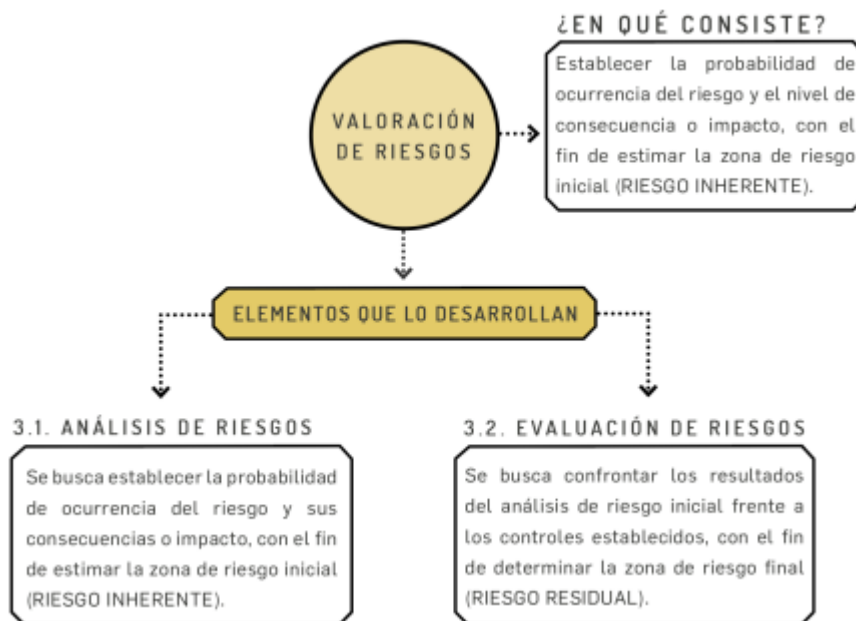 ¿EN QUÉ CONSISTE?
Establecer la probabilidad de
ocurrencia del riesgo y el nivel de
consecuencia o impacto, con el
fin de estimar la zona de riesgo
inicial (RIESGO INHERENTE).
VALORACIÓN
DE RIESGOS
ELEMENTOS QUE LO DESARROLLAN
3.1. ANÁLISIS DE RIESGOS
Se busca establecer la probabilidad
de ocurrencia del riesgo y sus
consecuencias o impacto, con el fin
de estimar la zona de riesgo inicial
(RIESGO INHERENTE).
3.2. EVALUACIÓN DE RIESGOS
Se busca confrontar los resultados
del análisis de riesgo inicial frente a
los controles establecidos, con el fin
de determinar la zona de riesgo final
(RIESGO RESIDUAL).